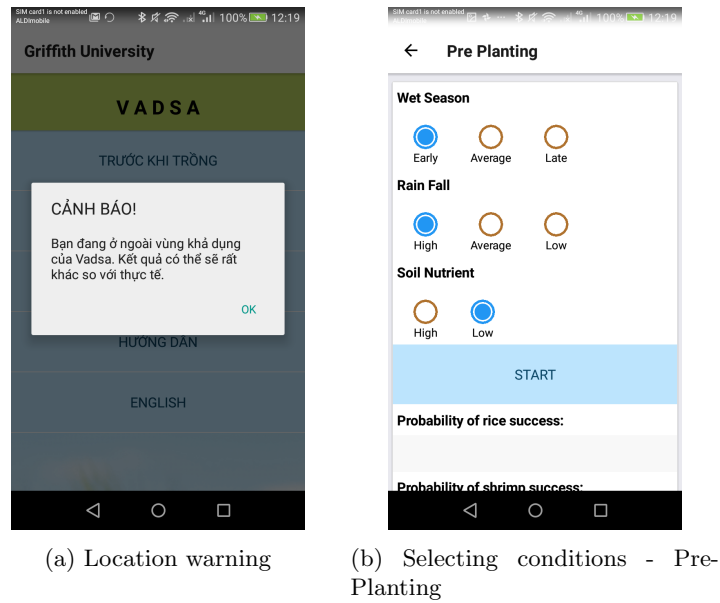 SIM card1 is not enabled
ALDImobile
4G
100%
12:19
Griffith University
VADSA
TRƯỚC KHI TRỒNG
CẢNH BÁO!
Bạn đang ở ngoài vùng khả dụng
của Vadsa. Kết quả có thể sẽ rất
khác so với thực tế.
OK
HƯỚNG DẪN
ENGLISH
(a) Location warning
SIM card1 is not enabled
ALDImobile
4G
100%
12:19
Pre Planting
Wet Season
Early Average Late
Rain Fall
High Average Low
Soil Nutrient
High Low
START
Probability of rice success:
Probability of shrimp success:
(b) Selecting conditions - Pre-
Planting